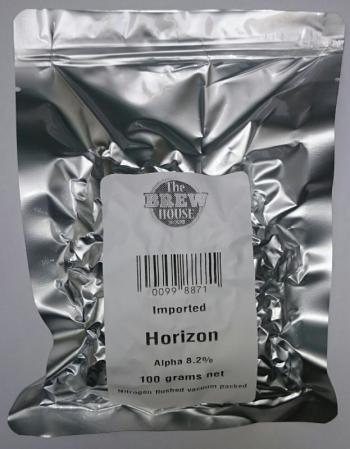 The
BREW
HOUSE
0099 8871
Imported
Horizon
Alpha 8.2%
100 grams net
Nitrogen flushed vacuum packed